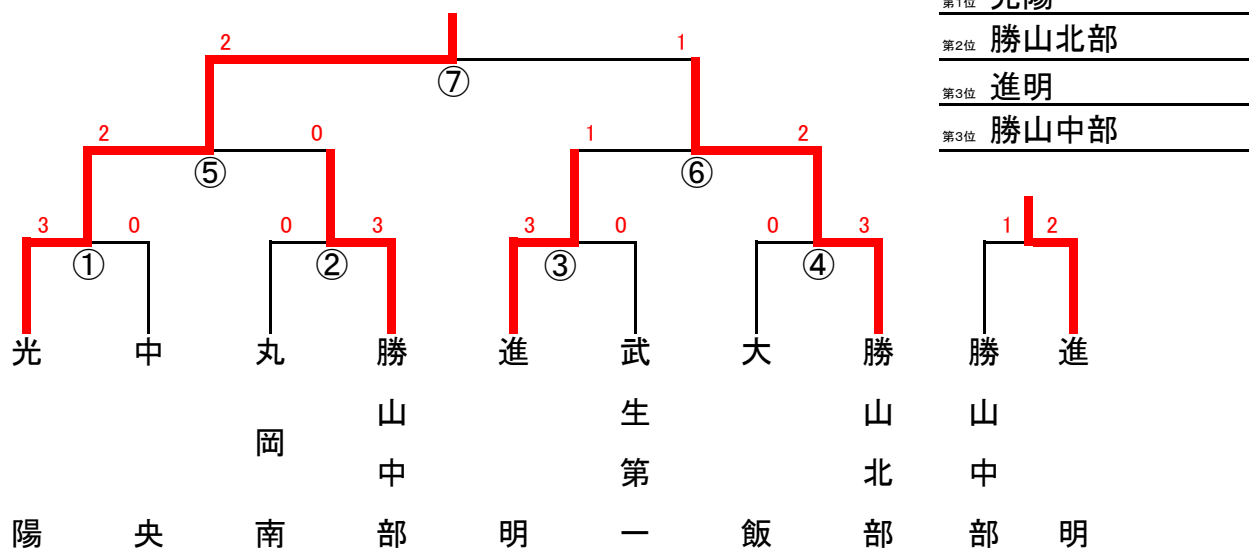 第1位 光陽
第2位 勝山北部
第3位 進明
第3位 勝山中部
2 1
⑦
2 0 1 2
⑤ ⑥
3 0 0 3 3 0 0 3 1 2
① ② ③ ④
光陽
中央
丸岡南
勝山中部
進明
武生第一
大飯
勝山北部
勝山中部
進明